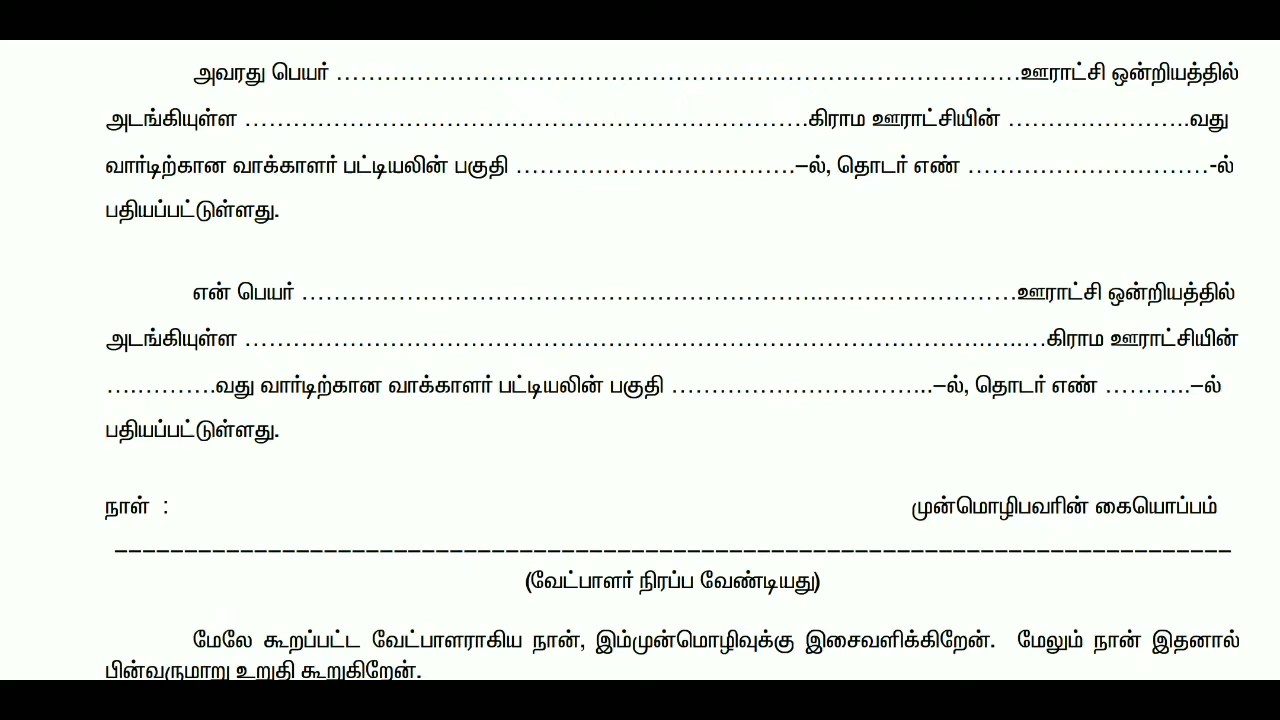 அவரது பெயர் ……………………………………………………………………………ஊராட்சி ஒன்றியத்தில்
அடங்கியுள்ள …………………………………………………………….கிராம ஊராட்சியின் ………………….வது
வார்டிற்கான வாக்காளர் பட்டியலின் பகுதி …………………………….–ல், தொடர் எண் …………………………-ல்
பதியப்பட்டுள்ளது.
என் பெயர் ………………………………………………………..……………………ஊராட்சி ஒன்றியத்தில்
அடங்கியுள்ள ……………………………………………………………………………….…..…கிராம ஊராட்சியின்
….……….வது வார்டிற்கான வாக்காளர் பட்டியலின் பகுதி …………………………...–ல், தொடர் எண் ………..–ல்
பதியப்பட்டுள்ளது.
நாள் : முன்மொழிபவரின் கையொப்பம்
–––––––––––––––––––––––––––––––––––––––––––––––––––––––––––––––––––––––––––––––
(வேட்பாளர் நிரப்ப வேண்டியது)
மேலே கூறப்பட்ட வேட்பாளராகிய நான், இம்முன்மொழிவுக்கு இசைவளிக்கிறேன். மேலும் நான் இதனால்
பின்வருமாறு உறுதி கூறுகிறேன்.